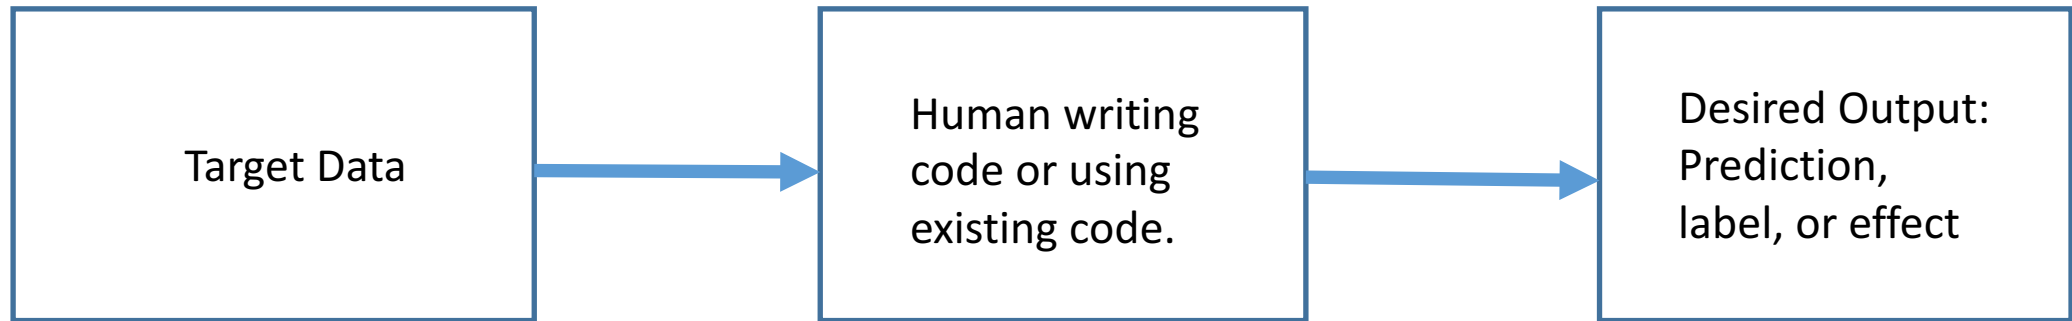 Target Data
Human writing
code or using
existing code.
Desired Output:
Prediction,
label, or effect